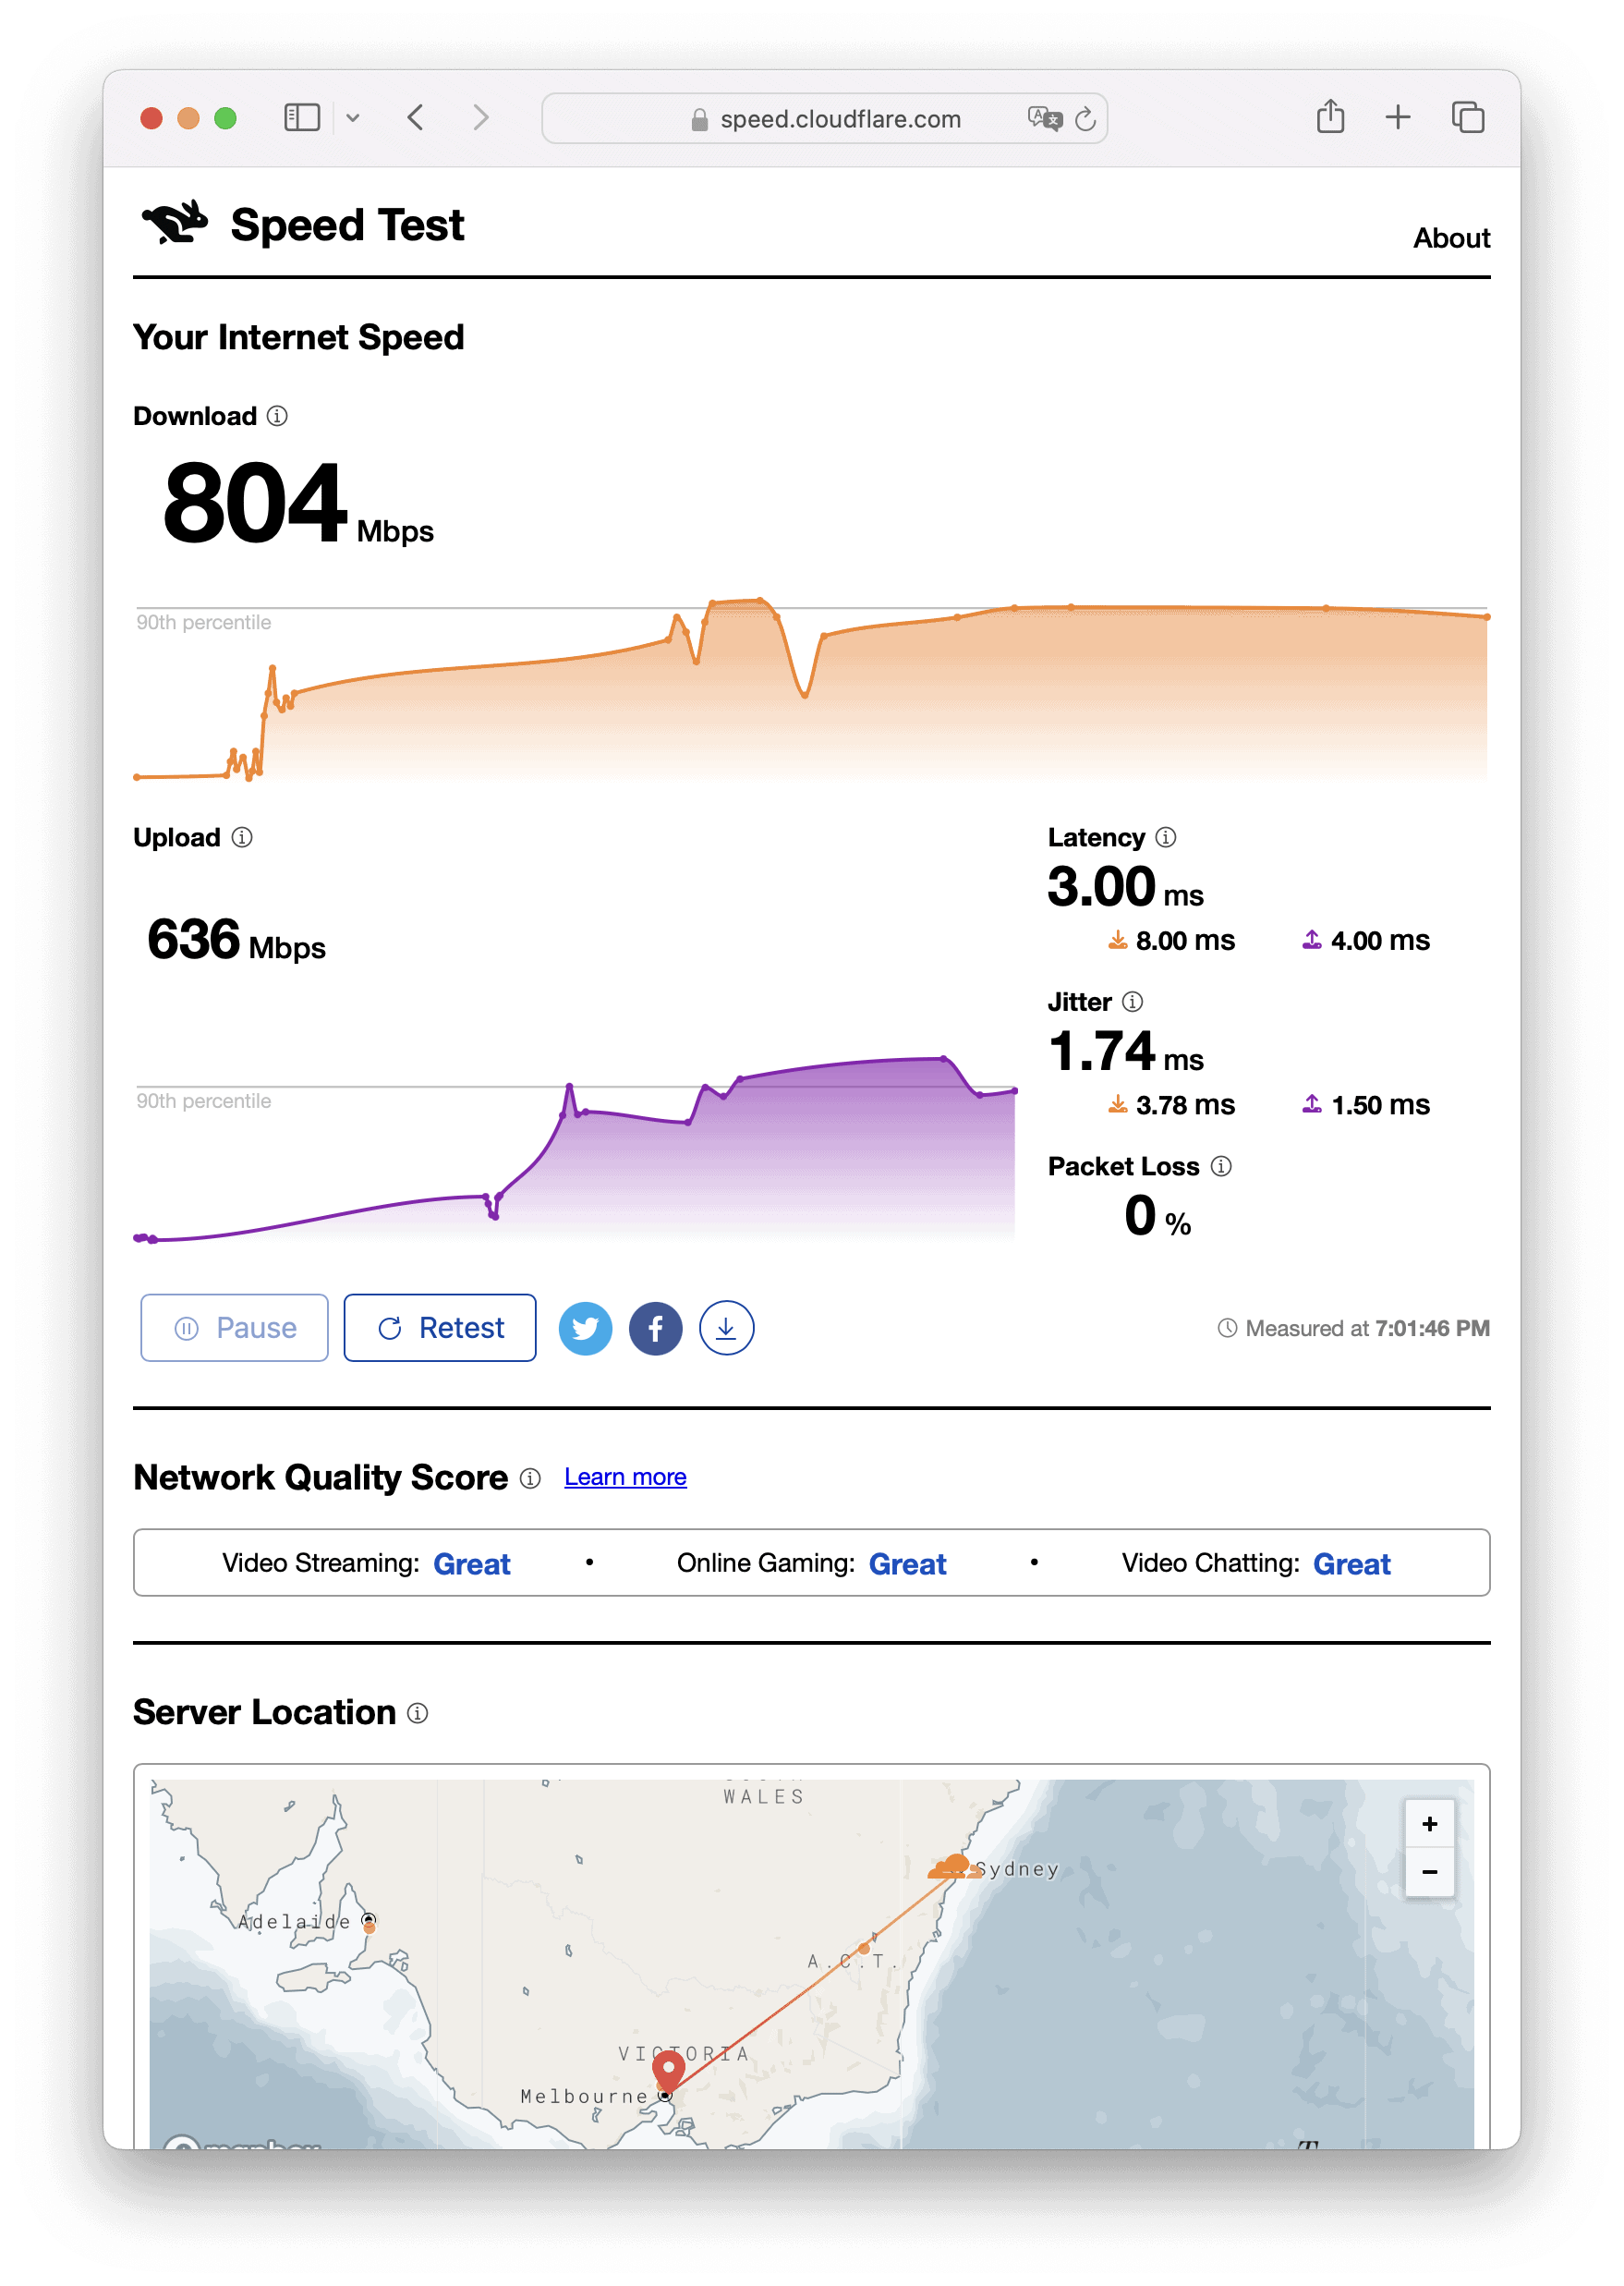 speed.cloudflare.com
Speed Test
About
Your Internet Speed
Download
804 Mbps
90th percentile
Upload
636 Mbps
90th percentile
Latency
3.00 ms
8.00 ms 4.00 ms
Jitter
1.74 ms
3.78 ms 1.50 ms
Packet Loss
0 %
Pause Retest
Measured at 7:01:46 PM
Network Quality Score Learn more
Video Streaming: Great • Online Gaming: Great • Video Chatting: Great
Server Location
WALES
Sydney
Adelaide
A.C.T.
VICTORIA
Melbourne
mapbox